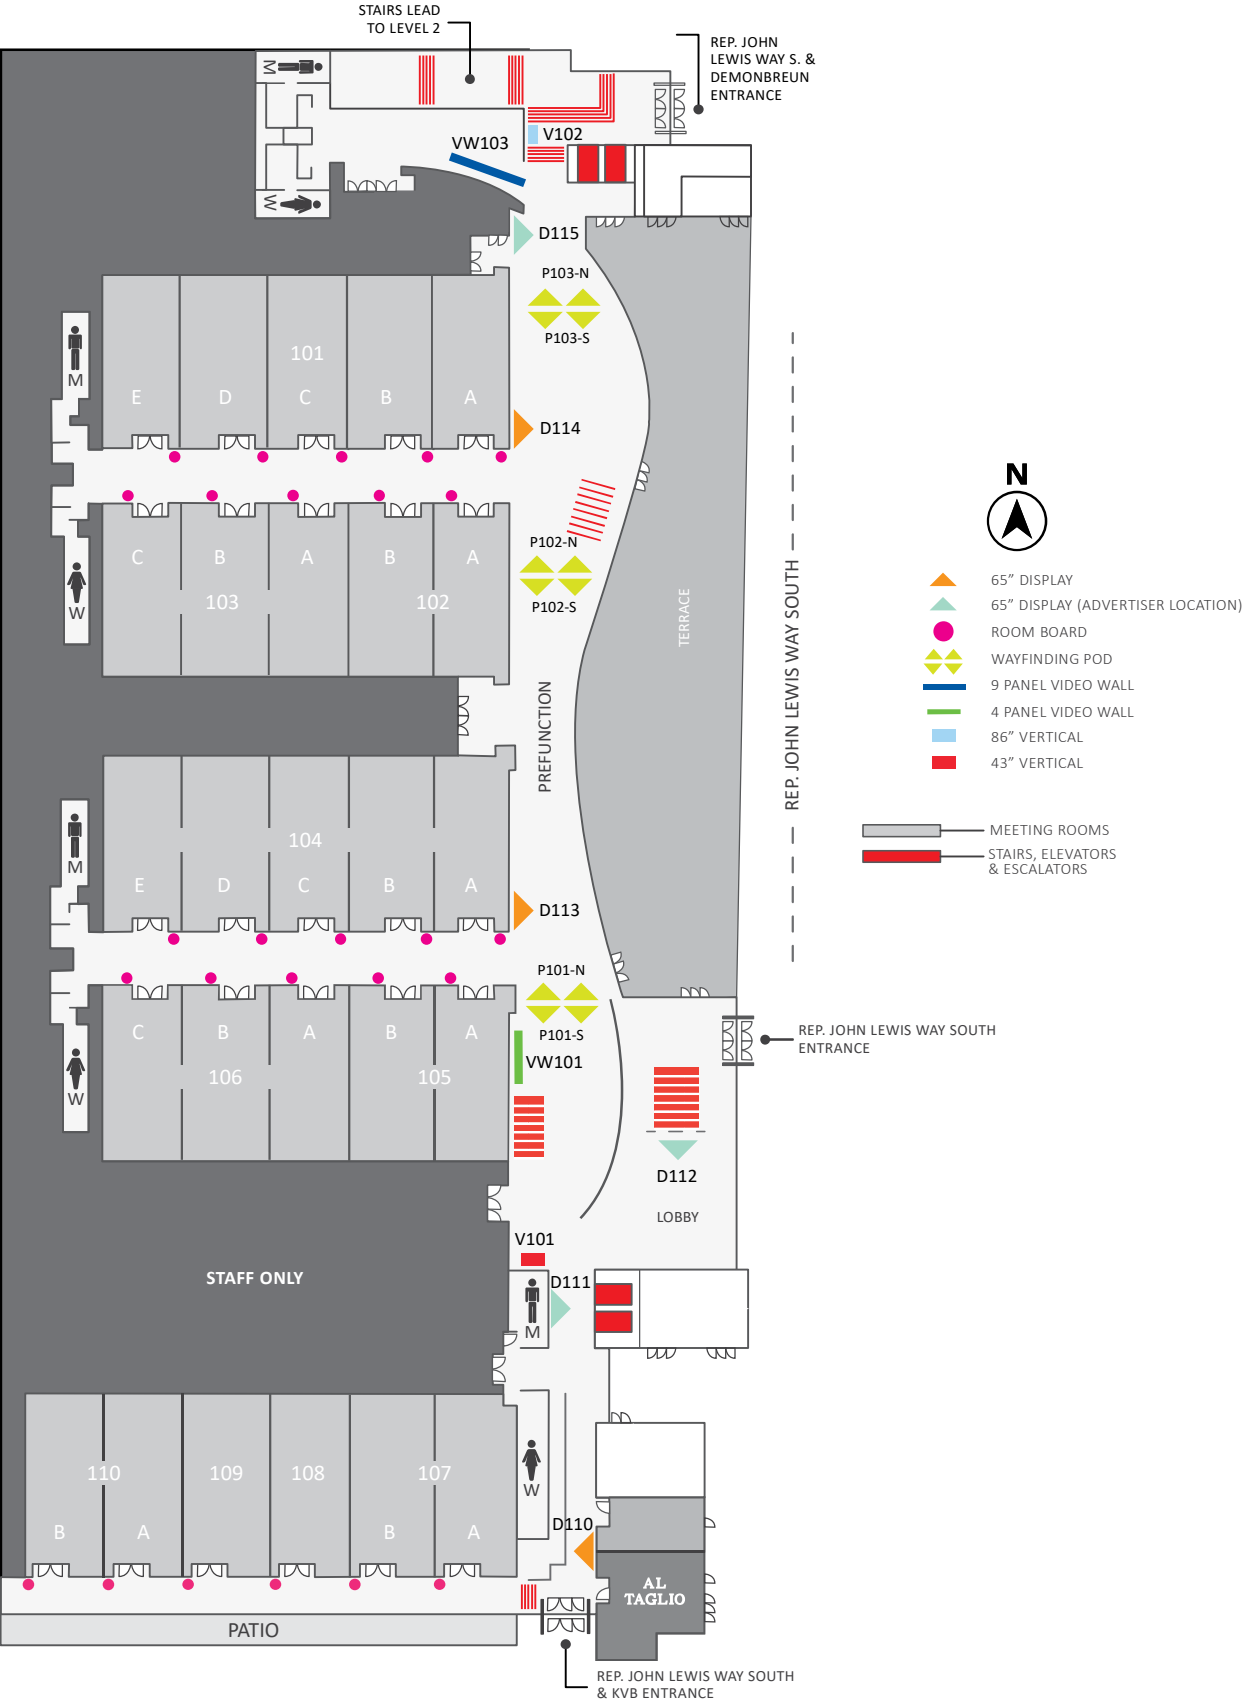 STAIRS LEAD
TO LEVEL 2
REP. JOHN
LEWIS WAY S. &
DEMONBREUN
ENTRANCE
M
W
VW103
V102
D115
P103-N
P103-S
101
E
D
C
B
A
M
D114
P102-N
P102-S
C
B
A
B
A
103
102
W
TERRACE
PREFUNCTION
REP. JOHN LEWIS WAY SOUTH
N
65” DISPLAY
65” DISPLAY (ADVERTISER LOCATION)
ROOM BOARD
WAYFINDING POD
9 PANEL VIDEO WALL
4 PANEL VIDEO WALL
86” VERTICAL
43” VERTICAL
MEETING ROOMS
STAIRS, ELEVATORS
& ESCALATORS
104
E
D
C
B
A
M
D113
P101-N
P101-S
VW101
C
B
A
B
A
106
105
W
REP. JOHN LEWIS WAY SOUTH
ENTRANCE
D112
LOBBY
V101
STAFF ONLY
D111
M
110
109
108
107
B
A
B
A
W
D110
AL
TAGLIO
PATIO
REP. JOHN LEWIS WAY SOUTH
& KVB ENTRANCE